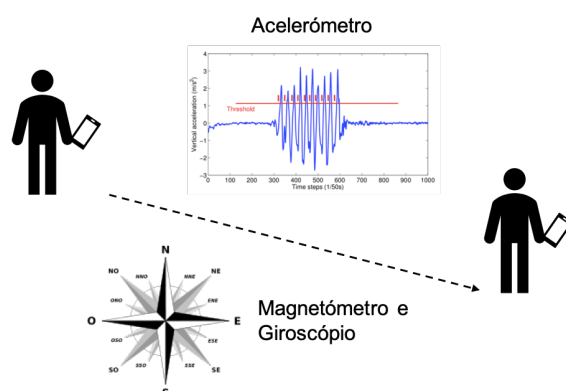 Acelerómetro
4
3
2
1
0
-1
-2
-3
Vertical acceleration (m/s²)
Threshold
0 100 200 300 400 500 600 700 800 900 1000
Time steps (1/50s)
N
NO NNO NNE NE
ONO ENE
O E
OSO ESE
SO SSO SSE SE
S
Magnetómetro e
Giroscópio